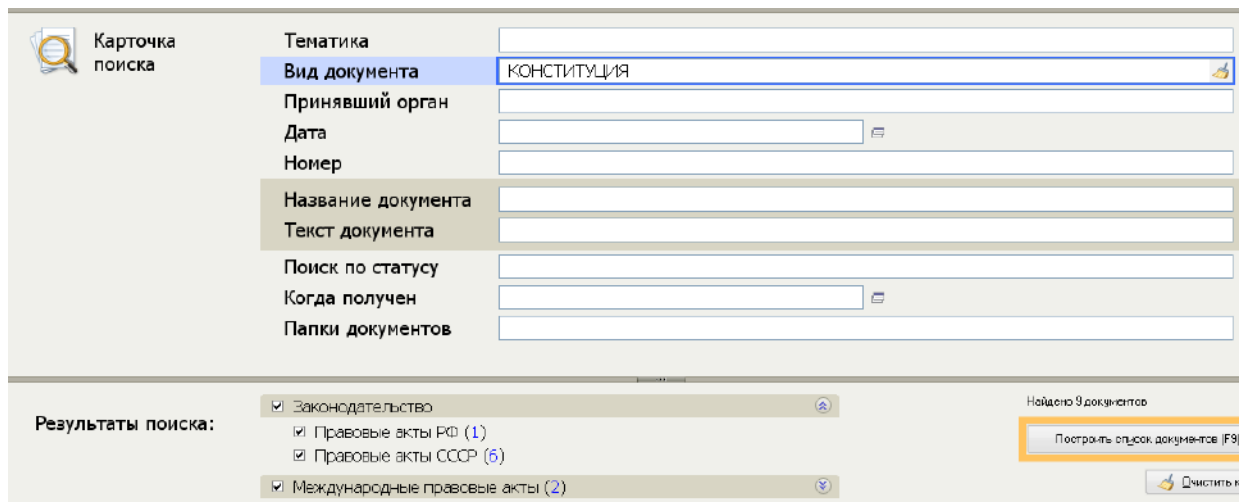 Карточка
поиска
Тематика
Вид документа КОНСТИТУЦИЯ
Принявший орган
Дата
Номер
Название документа
Текст документа
Поиск по статусу
Когда получен
Папки документов
Результаты поиска:
Законодательство
Правовые акты РФ (1)
Правовые акты СССР (6)
Международные правовые акты (2)
Найдено 9 документов
Построить список документов [F9]
Очистить к